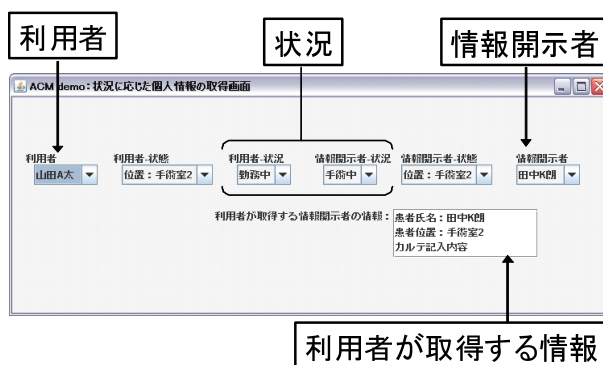 利用者
状況
情報開示者
ACM demo：状況に応じた個人情報の取得画面
利用者 利用者-状態 利用者-状況 情報開示者-状況 情報開示者-状態 情報開示者
山田A太 位置：手術室2 勤務中 手術中 位置：手術室2 田中K朗
利用者が取得する情報開示者の情報： 患者氏名：田中K朗
患者位置：手術室2
カルテ記入内容
利用者が取得する情報